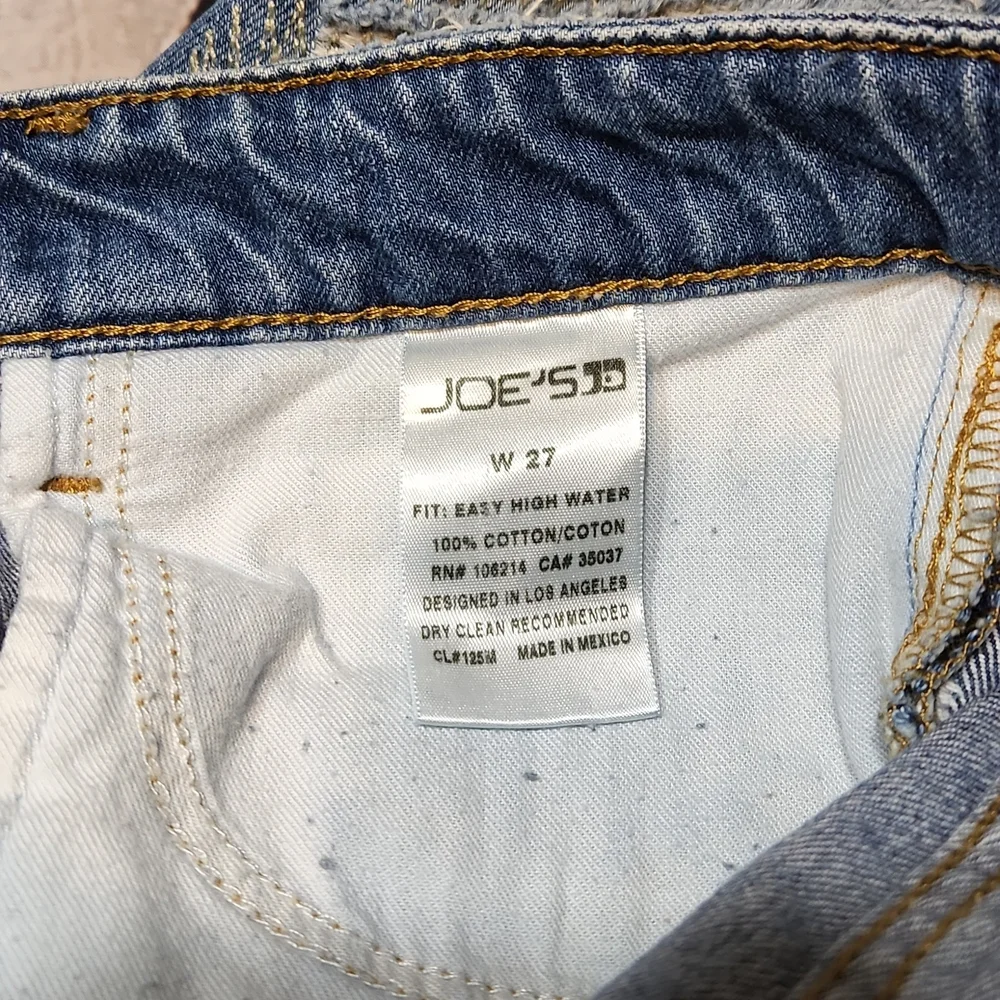 JOE'S
W 27
FIT: EASY HIGH WATER
100% COTTON/COTON
RN# 106214 CA# 35037
DESIGNED IN LOS ANGELES
DRY CLEAN RECOMMENDED
CL#125M MADE IN MEXICO